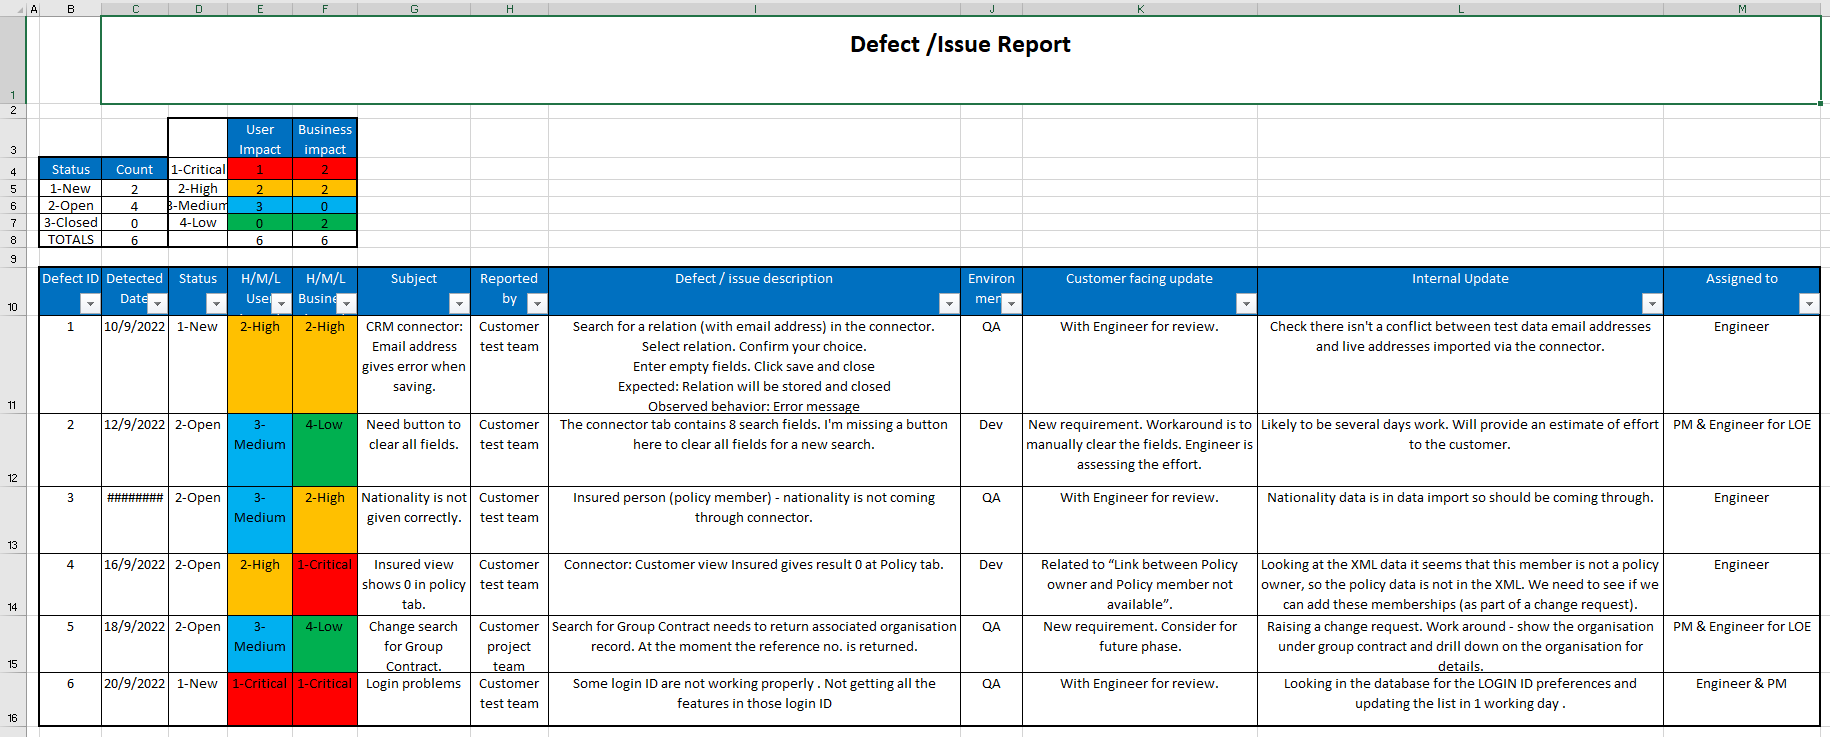 A B C D E F G H I J K L M
1
Defect /Issue Report
2
3 User Impact Business impact
4 Status Count 1-Critical 1 2
5 1-New 2 2-High 2 2
6 2-Open 4 3-Medium 3 0
7 3-Closed 0 4-Low 0 2
8 TOTALS 6 6 6
9
10
Defect ID Detected Status H/M/L H/M/L Subject Reported Defect / issue description Environ Customer facing update Internal Update Assigned to
Date User Busine by men
11
1 10/9/2022 1-New 2-High 2-High
CRM connector:
Email address
gives error when
saving.
Customer
test team
Search for a relation (with email address) in the connector.
Select relation. Confirm your choice.
Enter empty fields. Click save and close
Expected: Relation will be stored and closed
Observed behavior: Error message
QA
With Engineer for review.
Check there isn't a conflict between test data email addresses
and live addresses imported via the connector.
Engineer
12
2 12/9/2022 2-Open 3-
Medium
4-Low
Need button to
clear all fields.
Customer
test team
The connector tab contains 8 search fields. I'm missing a button
here to clear all fields for a new search.
Dev
New requirement. Workaround is to
manually clear the fields. Engineer is
assessing the effort.
Likely to be several days work. Will provide an estimate of effort
to the customer.
PM & Engineer for LOE
13
3 ######## 2-Open 3-
Medium
2-High
Nationality is not
given correctly.
Customer
test team
Insured person (policy member) - nationality is not coming
through connector.
QA
With Engineer for review.
Nationality data is in data import so should be coming through.
Engineer
14
4 16/9/2022 2-Open 2-High 1-Critical
Insured view
shows 0 in policy
tab.
Customer
test team
Connector: Customer view Insured gives result 0 at Policy tab.
Dev
Related to “Link between Policy
owner and Policy member not
available”.
Looking at the XML data it seems that this member is not a policy
owner, so the policy data is not in the XML. We need to see if we
can add these memberships (as part of a change request).
Engineer
15
5 18/9/2022 2-Open 3-
Medium
4-Low
Change search
for Group
Contract.
Customer
project
team
Search for Group Contract needs to return associated organisation
record. At the moment the reference no. is returned.
QA
New requirement. Consider for
future phase.
Raising a change request. Work around - show the organisation
under group contract and drill down on the organisation for
details.
PM & Engineer for LOE
16
6 20/9/2022 1-New 1-Critical 1-Critical
Login problems
Customer
test team
Some login ID are not working properly . Not getting all the
features in those login ID
QA
With Engineer for review.
Looking in the database for the LOGIN ID preferences and
updating the list in 1 working day .
Engineer & PM